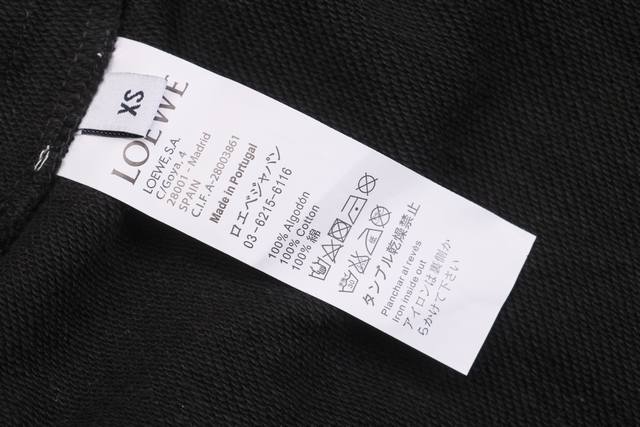 XS
LOEWE
LOEWE, S.A.
C/Goya, 4
28001 - Madrid
SPAIN
C.I.F. A-28003861
Made in Portugal
ロエベジャパン
03-6215-6116
100% Algodón
100% Cotton
100% 綿
タンブル乾燥禁止
Planchar al revès
Iron inside out
アイロンは裏側か
らかけて下さい